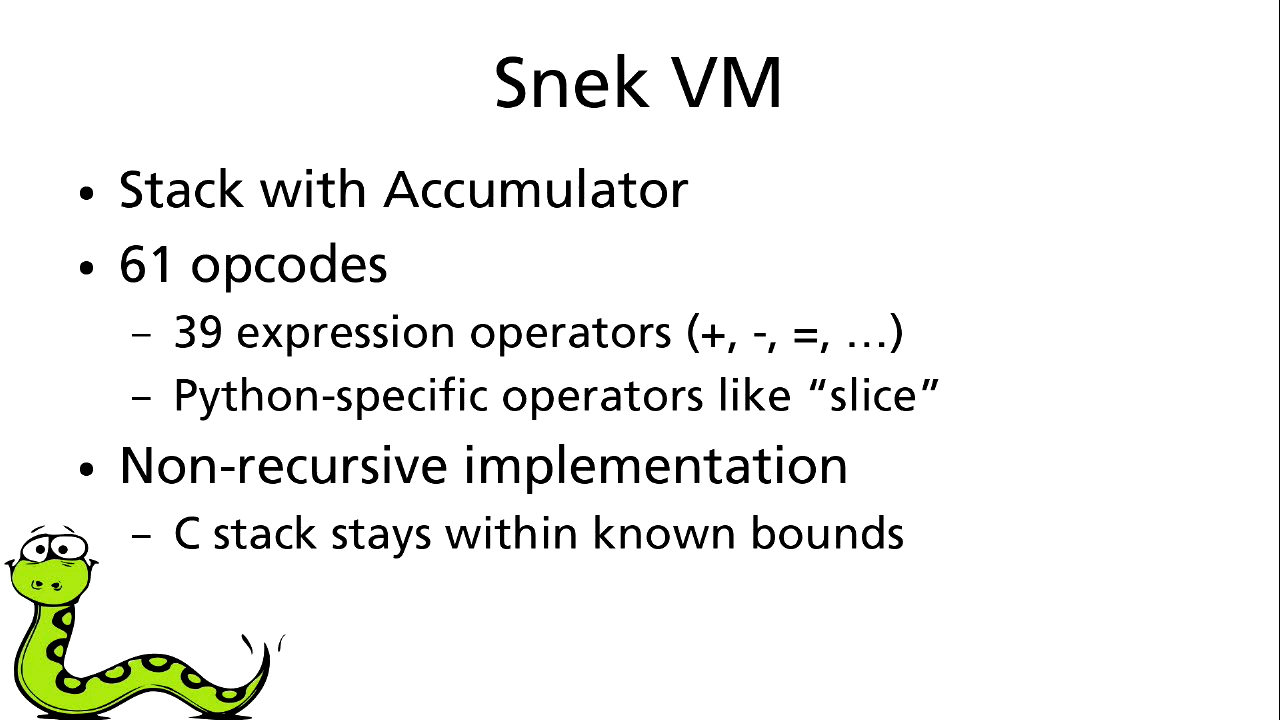 Snek VM
• Stack with Accumulator
• 61 opcodes
– 39 expression operators (+, -, =, …)
– Python-specific operators like “slice”
• Non-recursive implementation
– C stack stays within known bounds